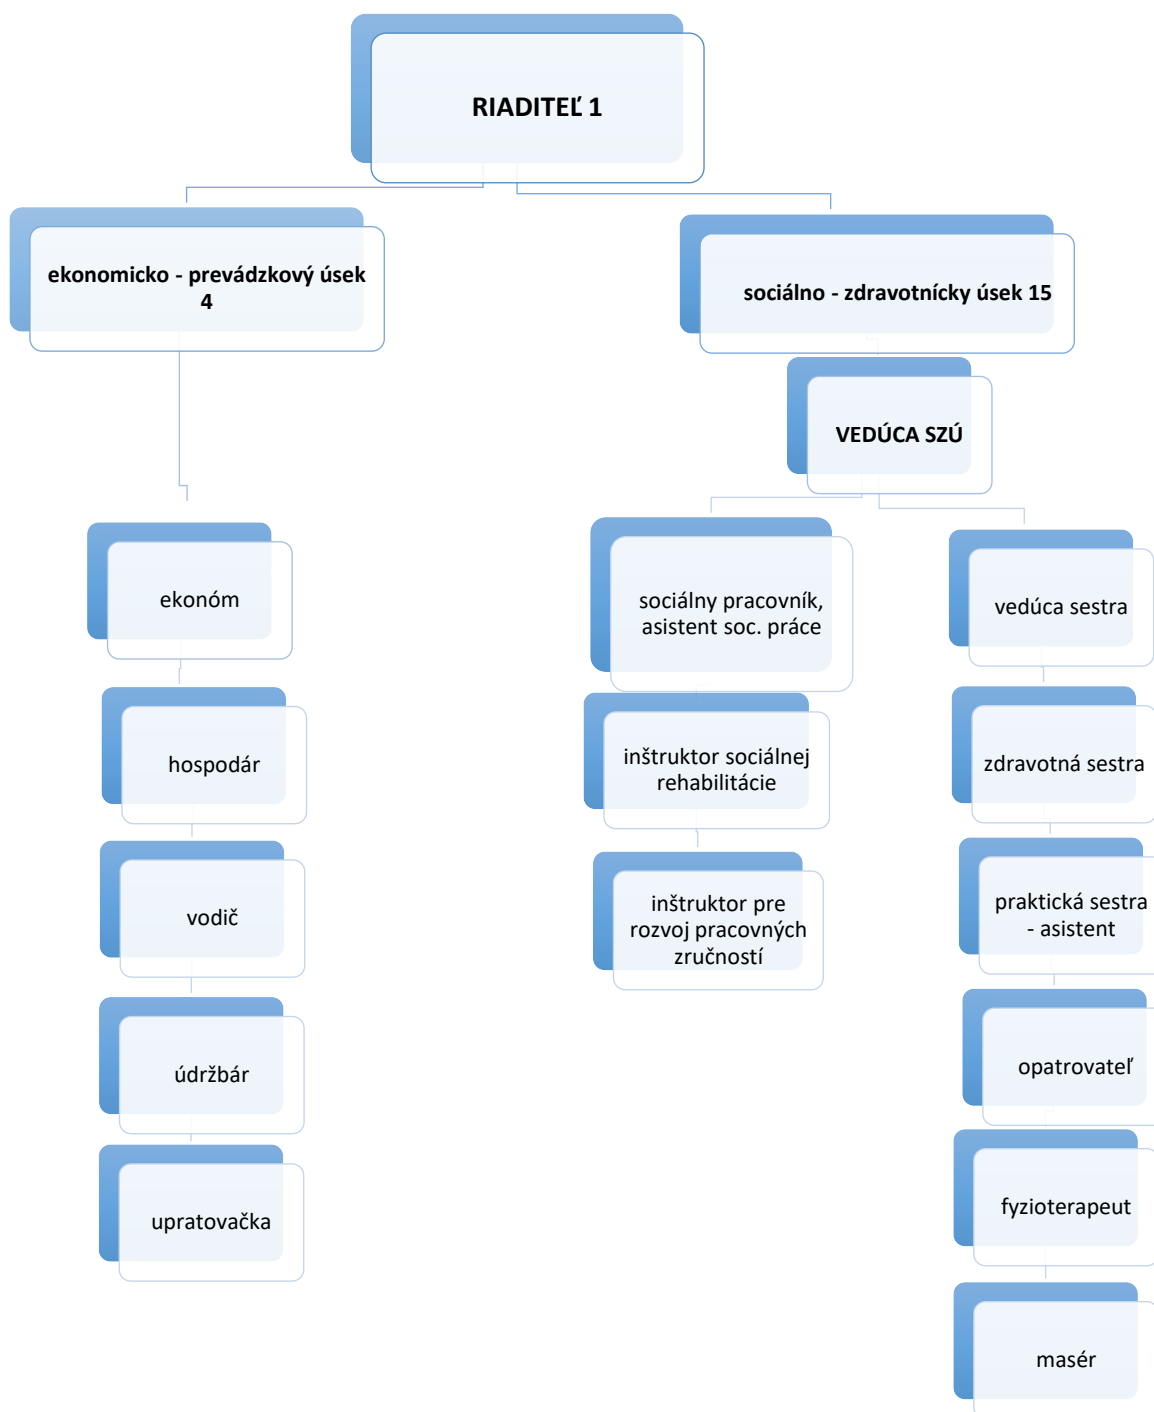 RIADITEĽ 1
ekonomicko - prevádzkový úsek
4
sociálno - zdravotnícky úsek 15
VEDÚCA SZÚ
ekonóm
hospodár
vodič
údržbár
upratovačka
sociálny pracovník,
asistent soc. práce
inštruktor sociálnej
rehabilitácie
inštruktor pre
rozvoj pracovných
zručností
vedúca sestra
zdravotná sestra
praktická sestra
- asistent
opatrovateľ
fyzioterapeut
masér